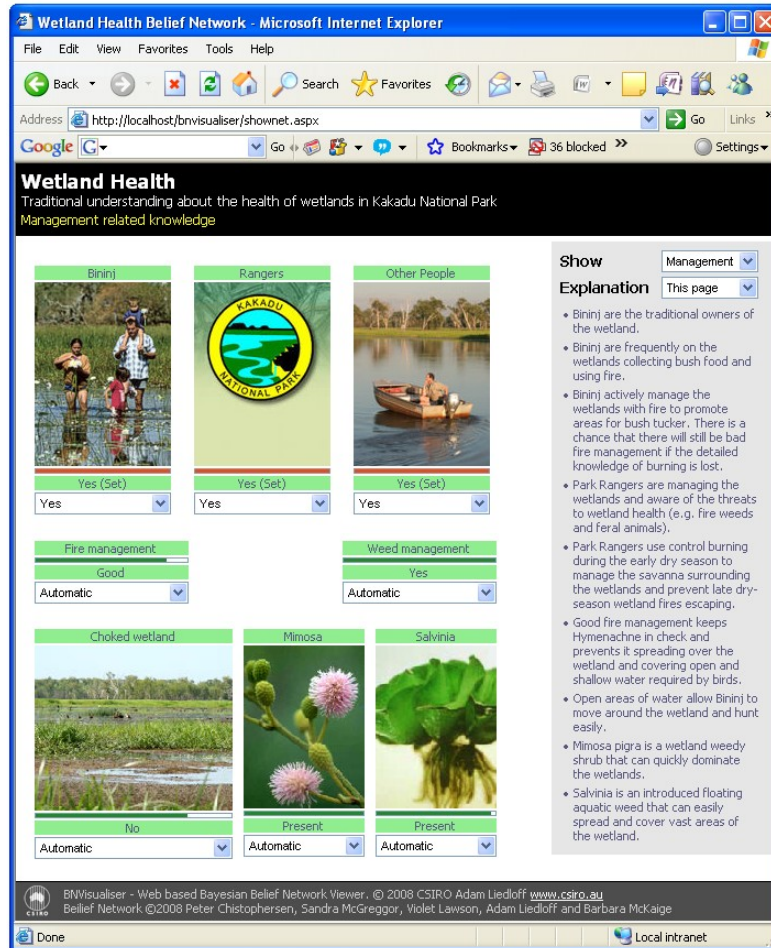 Wetland Health Belief Network - Microsoft Internet Explorer
File Edit View Favorites Tools Help
Back Search Favorites
Address http://localhost/bnvisualiser/shownet.aspx Go Links »
Google G Go Bookmarks 36 blocked » Settings
Wetland Health
Traditional understanding about the health of wetlands in Kakadu National Park
Management related knowledge
Bininj Rangers Other People
KAKADU
NATIONAL PARK
Yes (Set) Yes (Set) Yes (Set)
Yes Yes Yes
Fire management Weed management
Good Yes
Automatic Automatic
Choked wetland Mimosa Salvinia
No Present Present
Automatic Automatic Automatic
Show Management
Explanation This page
• Bininj are the traditional owners of
the wetland.
• Bininj are frequently on the
wetlands collecting bush food and
using fire.
• Bininj actively manage the
wetlands with fire to promote
areas for bush tucker. There is a
chance that there will still be bad
fire management if the detailed
knowledge of burning is lost.
• Park Rangers are managing the
wetlands and aware of the threats
to wetland health (e.g. fire weeds
and feral animals).
• Park Rangers use control burning
during the early dry season to
manage the savanna surrounding
the wetlands and prevent late dry-
season wetland fires escaping.
• Good fire management keeps
Hymenachne in check and
prevents it spreading over the
wetland and covering open and
shallow water required by birds.
• Open areas of water allow Bininj to
move around the wetland and hunt
easily.
• Mimosa pigra is a wetland weedy
shrub that can quickly dominate
the wetlands.
• Salvinia is an introduced floating
aquatic weed that can easily
spread and cover vast areas of
the wetland.
CSIRO
BNVisualiser - Web based Bayesian Belief Network Viewer. © 2008 CSIRO Adam Liedloff www.csiro.au
Beilief Network ©2008 Peter Chistophersen, Sandra McGreggor, Violet Lawson, Adam Liedloff and Barbara McKaige
Done Local intranet